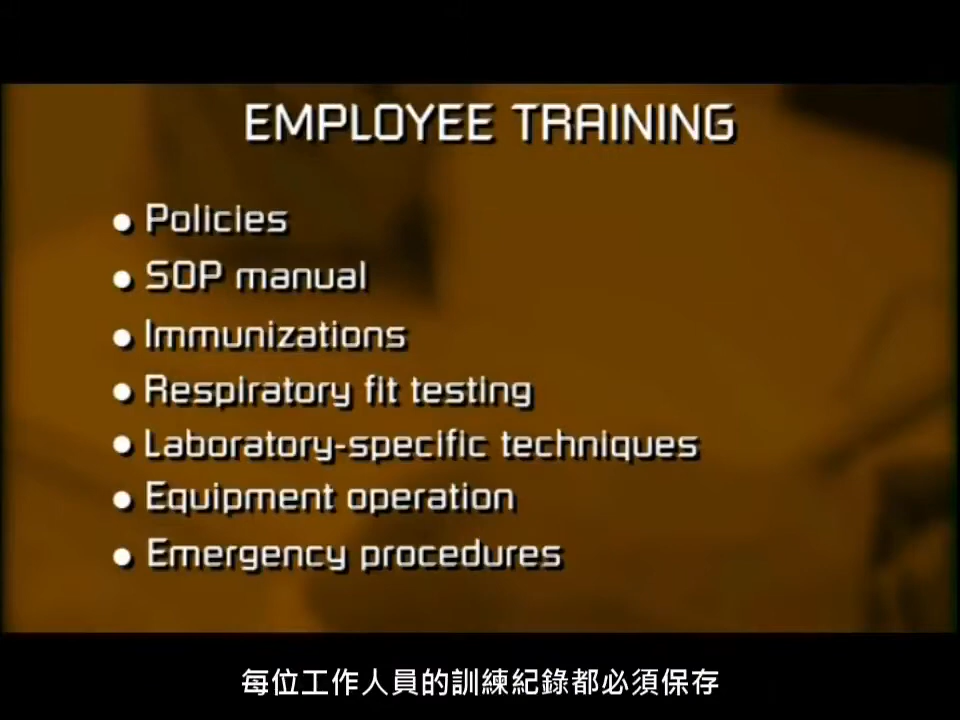 EMPLOYEE TRAINING
● Policies
● SOP manual
● Immunizations
● Respiratory fit testing
● Laboratory-specific techniques
● Equipment operation
● Emergency procedures
每位工作人員的訓練紀錄都必須保存